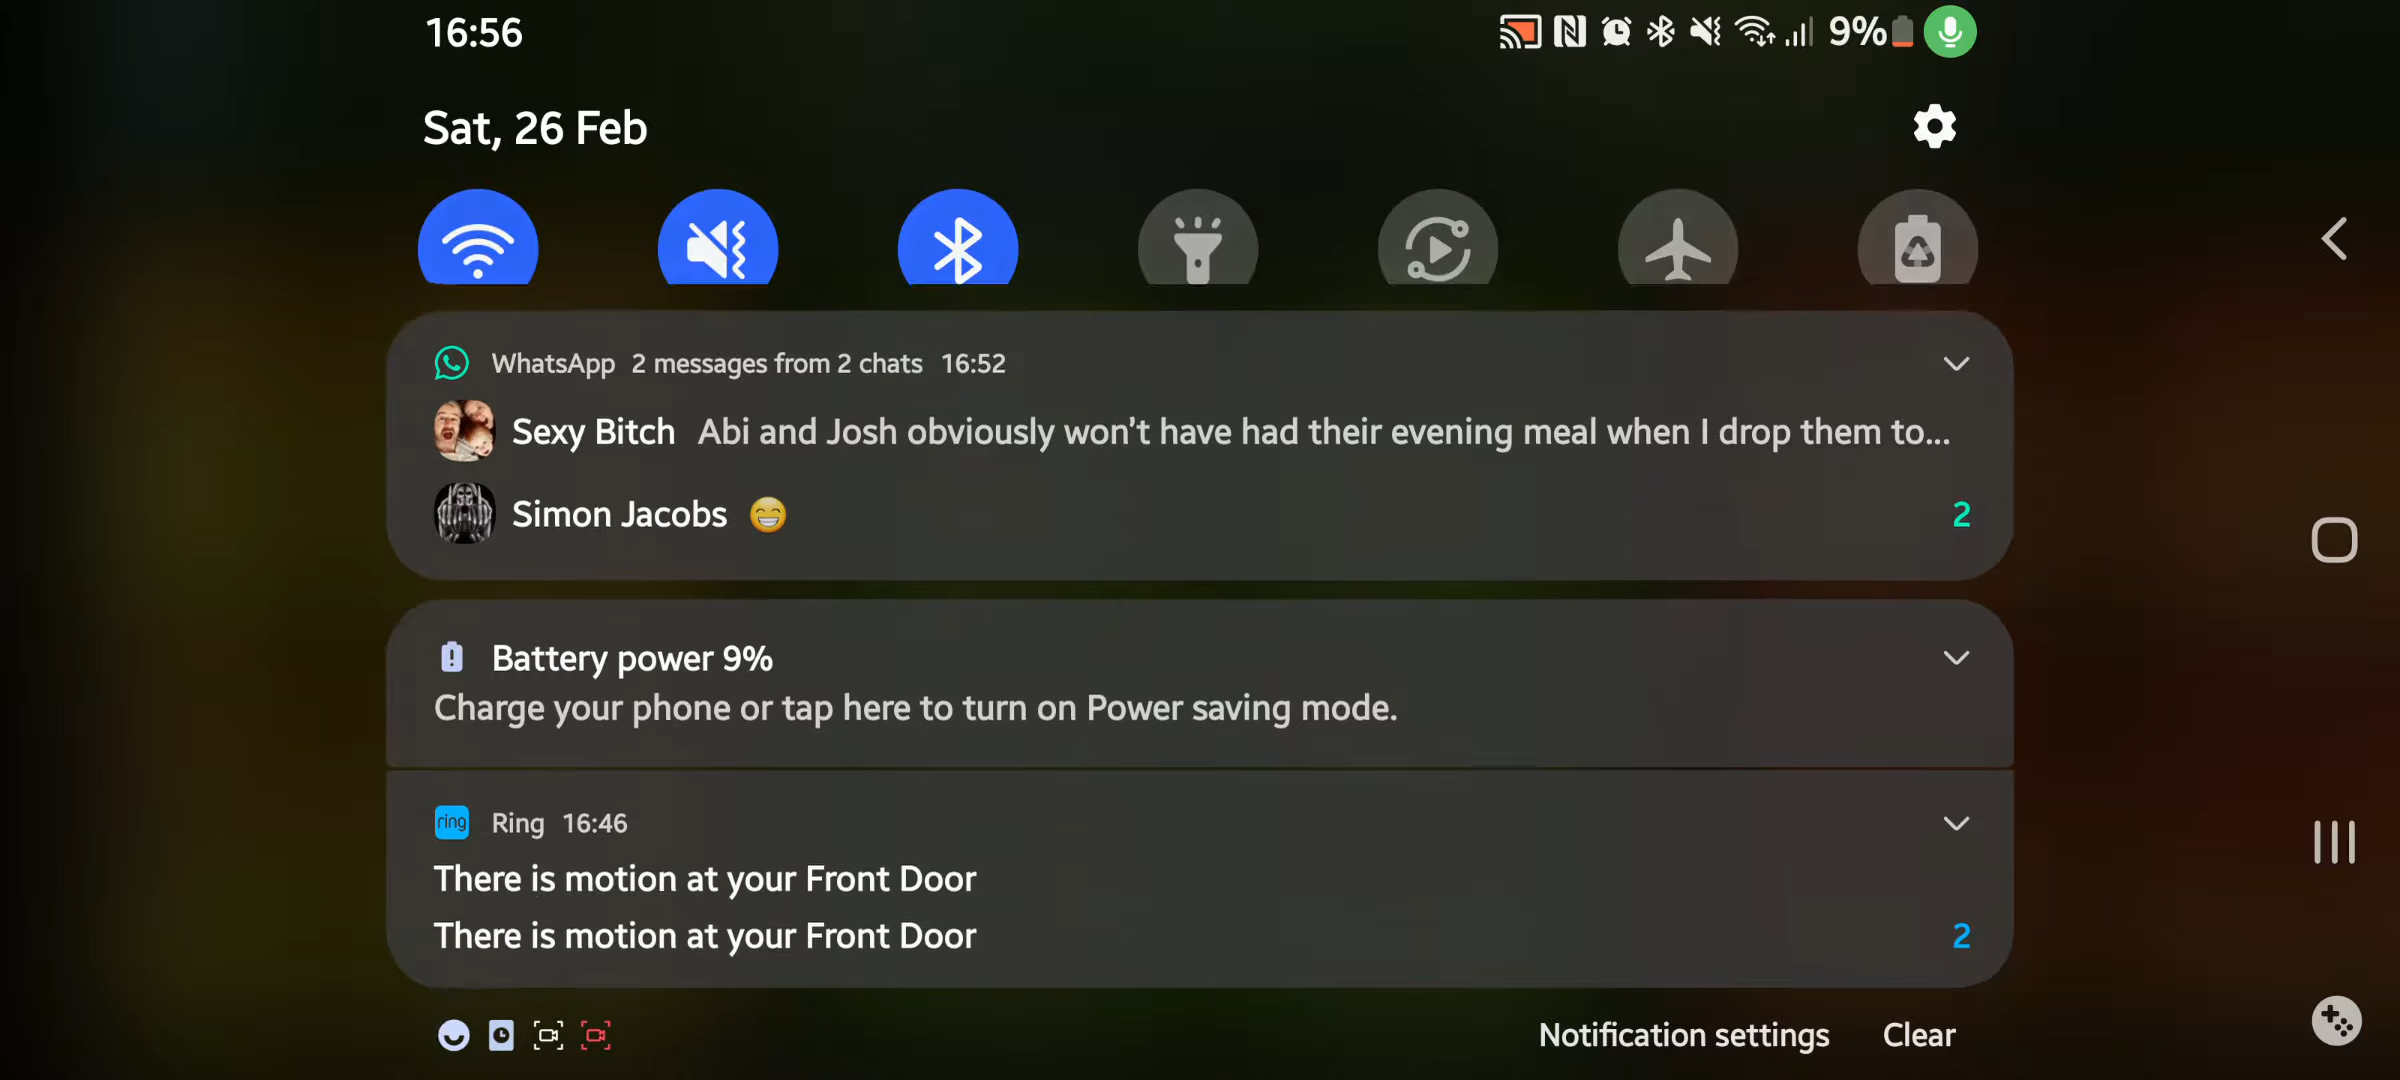 16:56
9%
Sat, 26 Feb
WhatsApp 2 messages from 2 chats 16:52
Sexy Bitch Abi and Josh obviously won't have had their evening meal when I drop them to...
Simon Jacobs 😁 2
Battery power 9%
Charge your phone or tap here to turn on Power saving mode.
ring Ring 16:46
There is motion at your Front Door
There is motion at your Front Door 2
Notification settings Clear